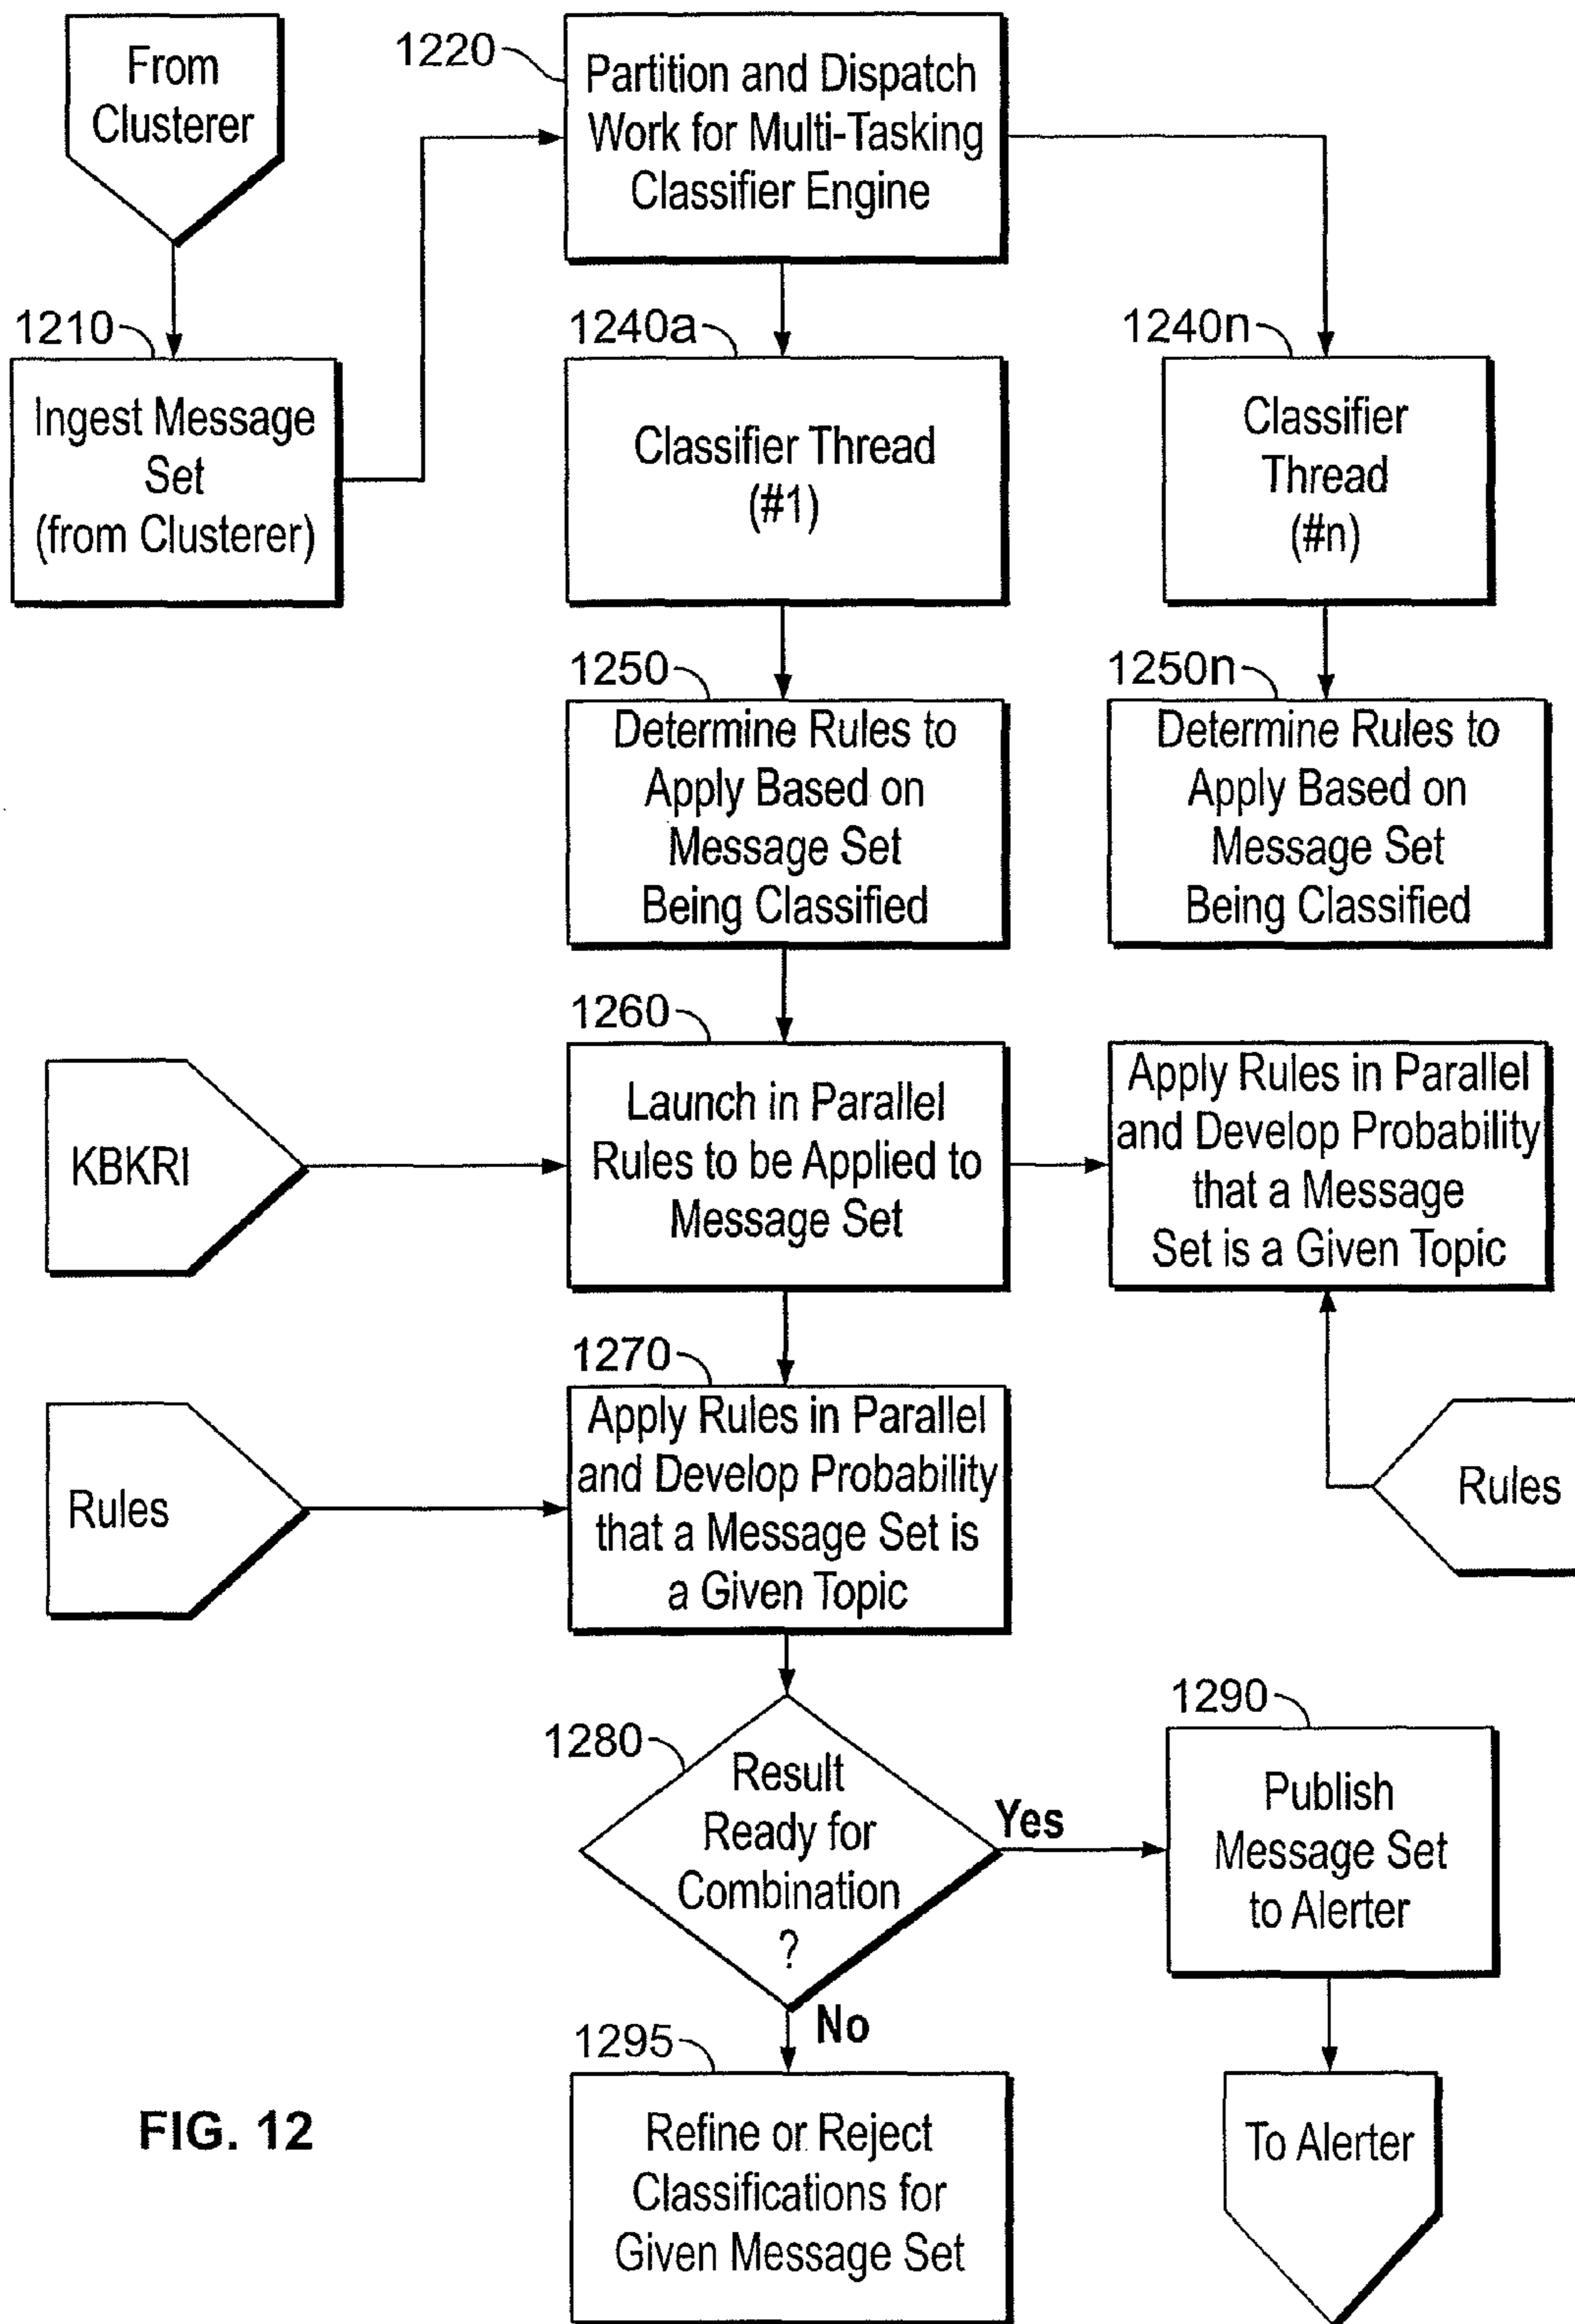 From
Clusterer
1220
Partition and Dispatch
Work for Multi-Tasking
Classifier Engine
1210
Ingest Message
Set
(from Clusterer)
1240a
Classifier Thread
(#1)
1240n
Classifier
Thread
(#n)
1250
Determine Rules to
Apply Based on
Message Set
Being Classified
1250n
Determine Rules to
Apply Based on
Message Set
Being Classified
KBKRI
1260
Launch in Parallel
Rules to be Applied to
Message Set
Apply Rules in Parallel
and Develop Probability
that a Message
Set is a Given Topic
Rules
1270
Apply Rules in Parallel
and Develop Probability
that a Message Set is
a Given Topic
Rules
1280
Result
Ready for
Combination
?
Yes
No
1290
Publish
Message Set
to Alerter
1295
Refine or Reject
Classifications for
Given Message Set
To Alerter
FIG. 12